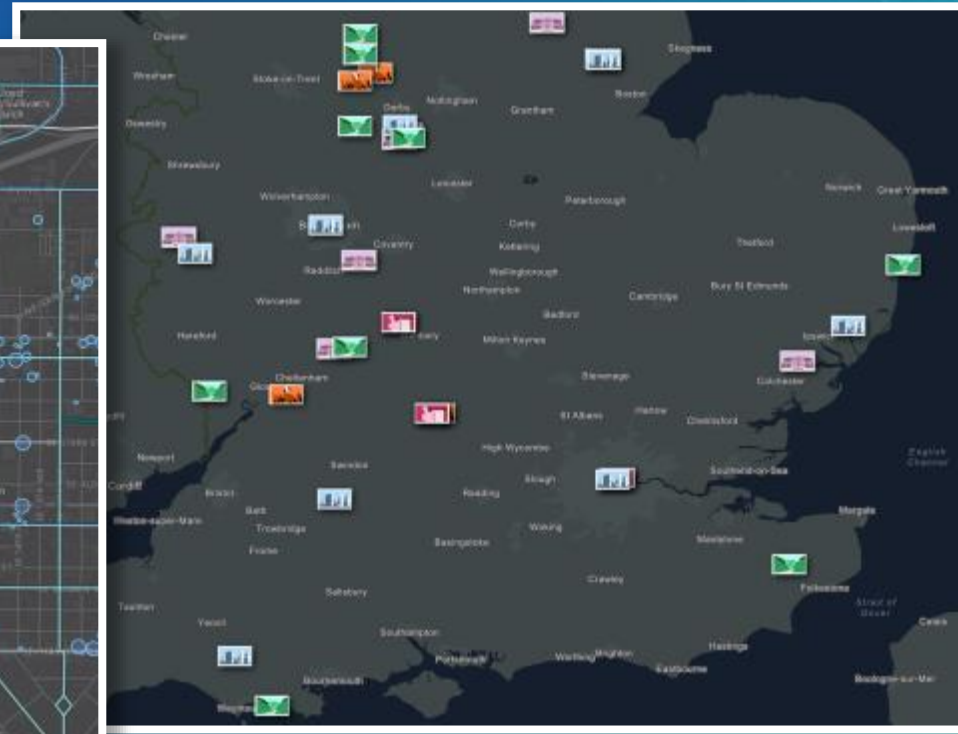 Chester
Skegness
Wrexham
Stoke-on-Trent
Boston
Nottingham
Derby
Grantham
Oswestry
Shrewsbury
Leicester
Norwich
Great Yarmouth
Wolverhampton
Peterborough
Corby
Lowestoft
Coventry
Kettering
Thetford
Wellingborough
Northampton
Bury St Edmunds
Cambridge
Worcester
Bedford
Hereford
Milton Keynes
Cheltenham
Stevenage
Colchester
St Albans
Harlow
Chelmsford
High Wycombe
English
Channel
Newport
Swindon
Slough
Southend-on-Sea
Cardiff
Bristol
Reading
Bath
Margate
Weston-super-Mare
Trowbridge
Woking
Basingstoke
Maidstone
Frome
Crawley
Salisbury
Folkestone
Taunton
Strait of
Dover
Yeovil
Calais
Southampton
Hastings
Portsmouth
Worthing
Brighton
Eastbourne
Bournemouth
Boulogne-sur-Mer